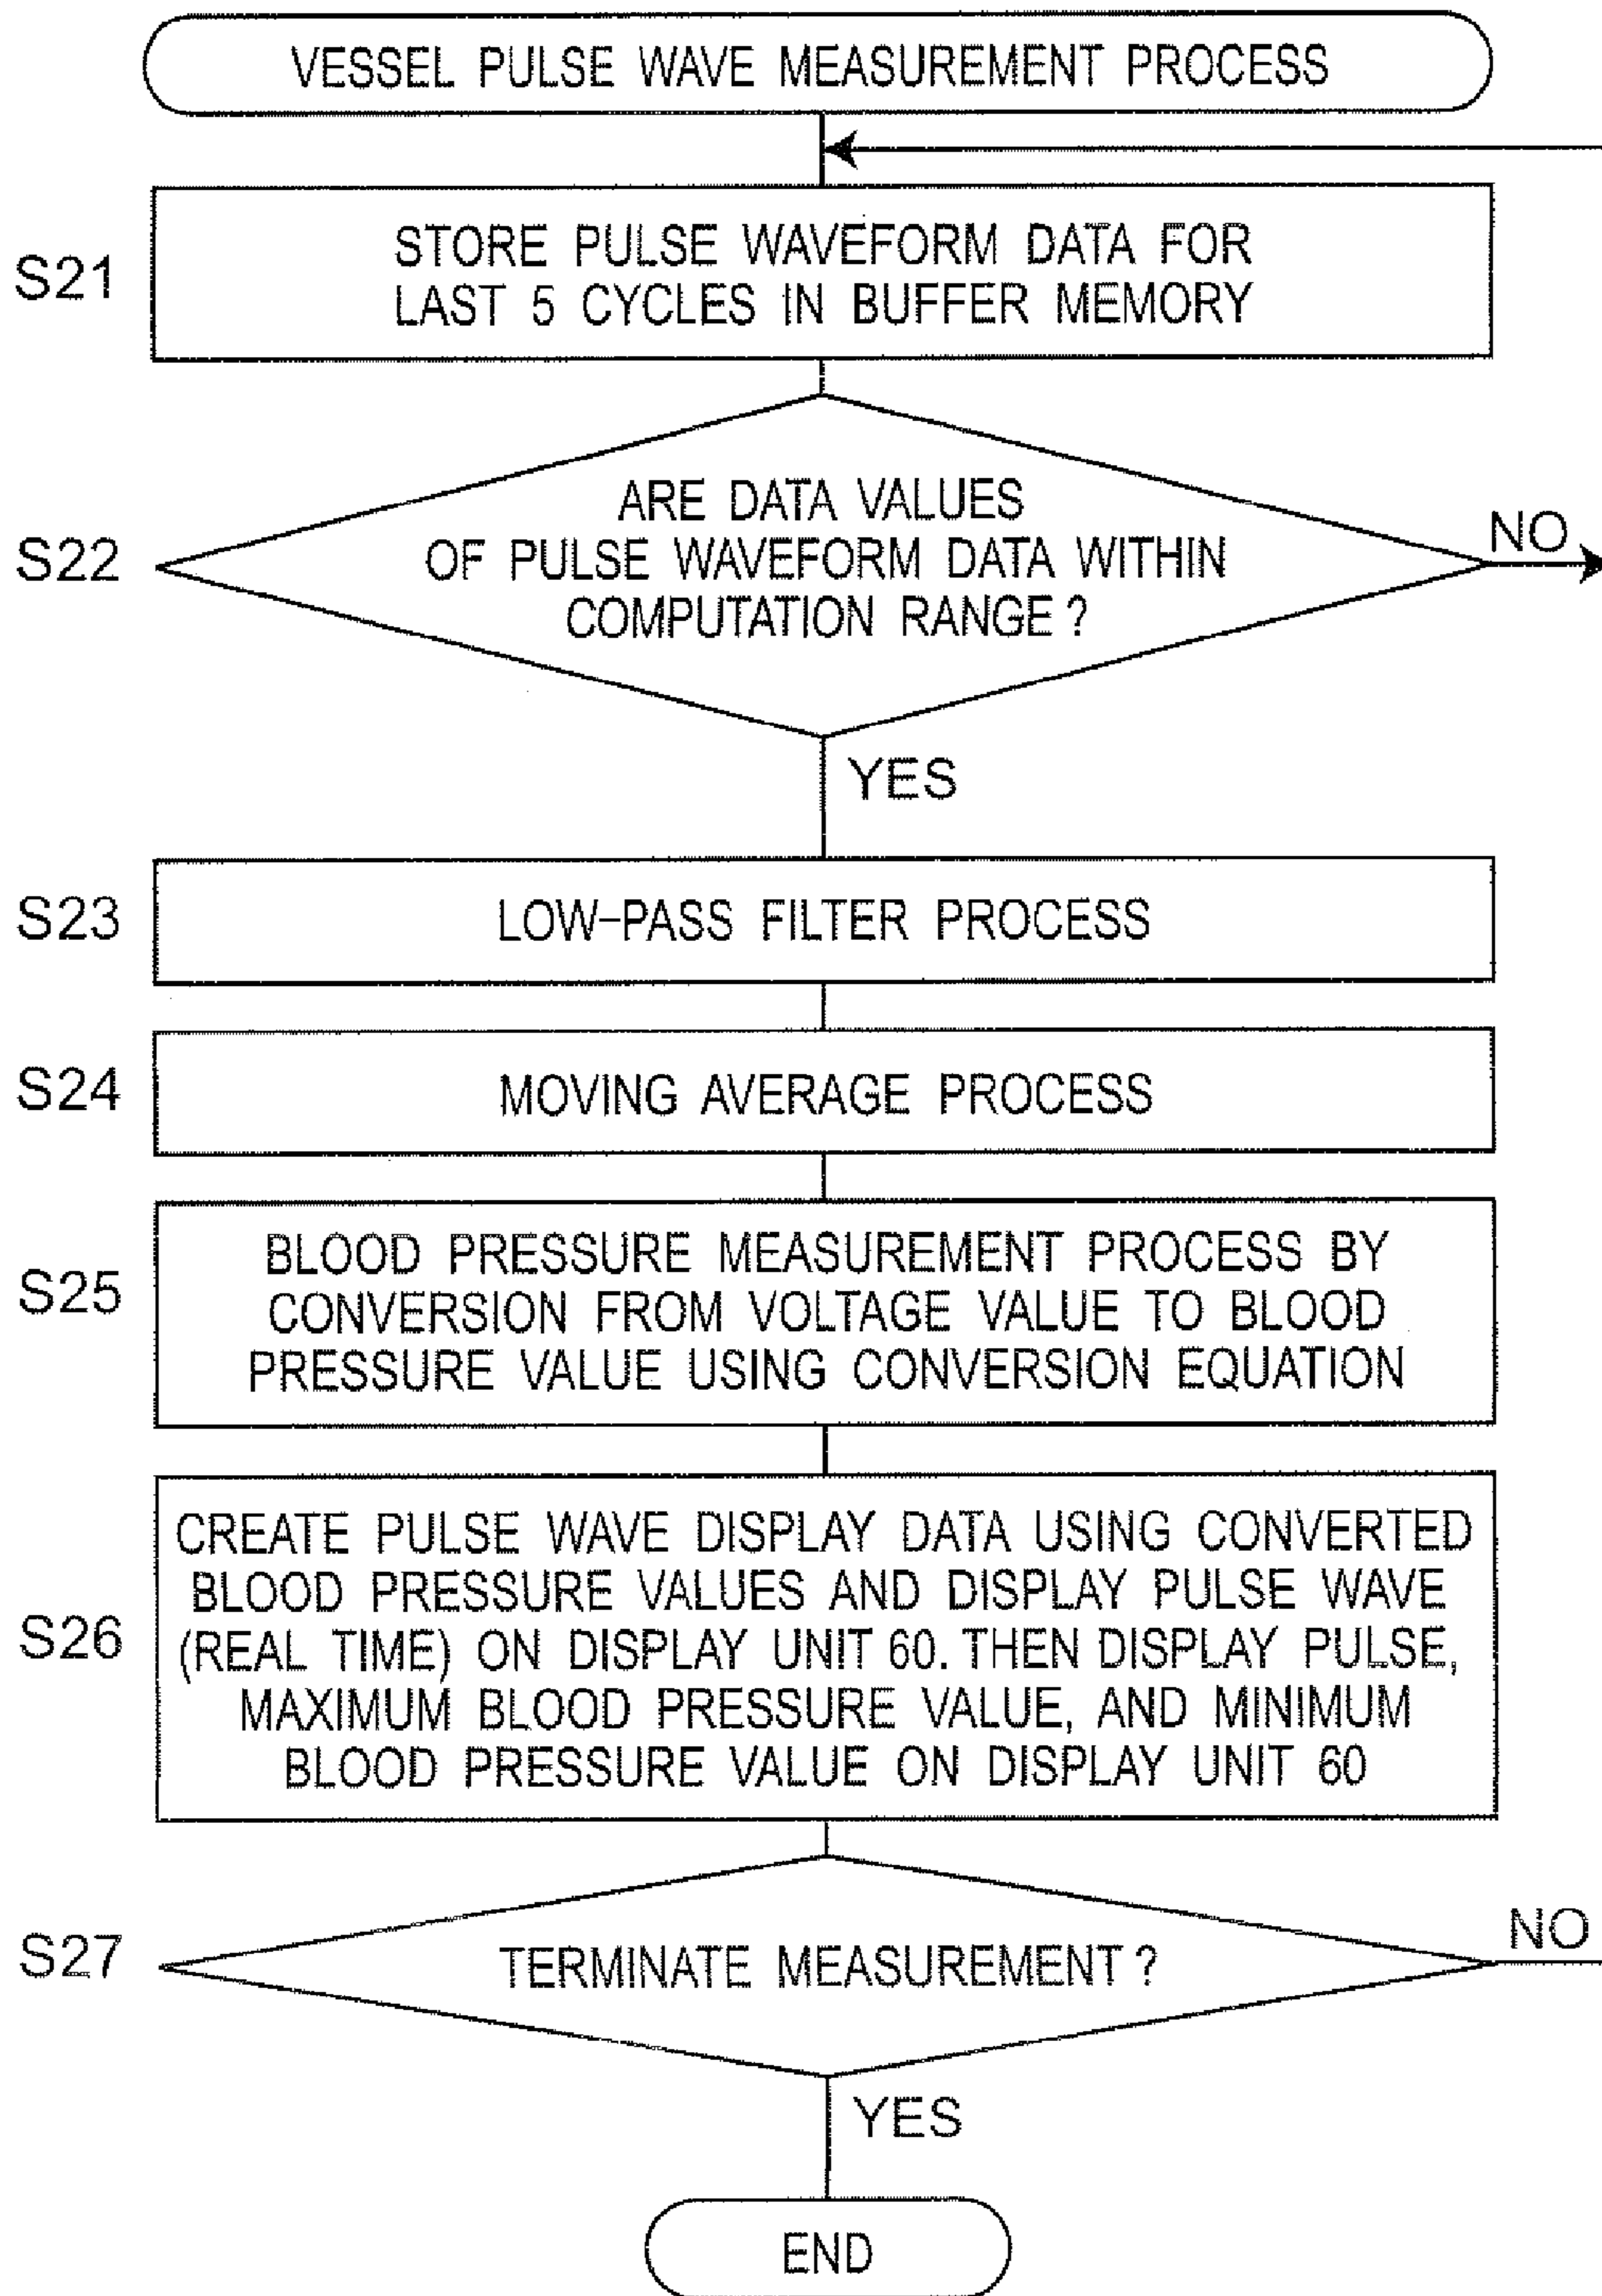 VESSEL PULSE WAVE MEASUREMENT PROCESS
S21
STORE PULSE WAVEFORM DATA FOR
LAST 5 CYCLES IN BUFFER MEMORY
S22
ARE DATA VALUES
OF PULSE WAVEFORM DATA WITHIN
COMPUTATION RANGE?
NO
YES
S23
LOW-PASS FILTER PROCESS
S24
MOVING AVERAGE PROCESS
S25
BLOOD PRESSURE MEASUREMENT PROCESS BY
CONVERSION FROM VOLTAGE VALUE TO BLOOD
PRESSURE VALUE USING CONVERSION EQUATION
S26
CREATE PULSE WAVE DISPLAY DATA USING CONVERTED
BLOOD PRESSURE VALUES AND DISPLAY PULSE WAVE
(REAL TIME) ON DISPLAY UNIT 60. THEN DISPLAY PULSE,
MAXIMUM BLOOD PRESSURE VALUE, AND MINIMUM
BLOOD PRESSURE VALUE ON DISPLAY UNIT 60
S27
TERMINATE MEASUREMENT?
NO
YES
END